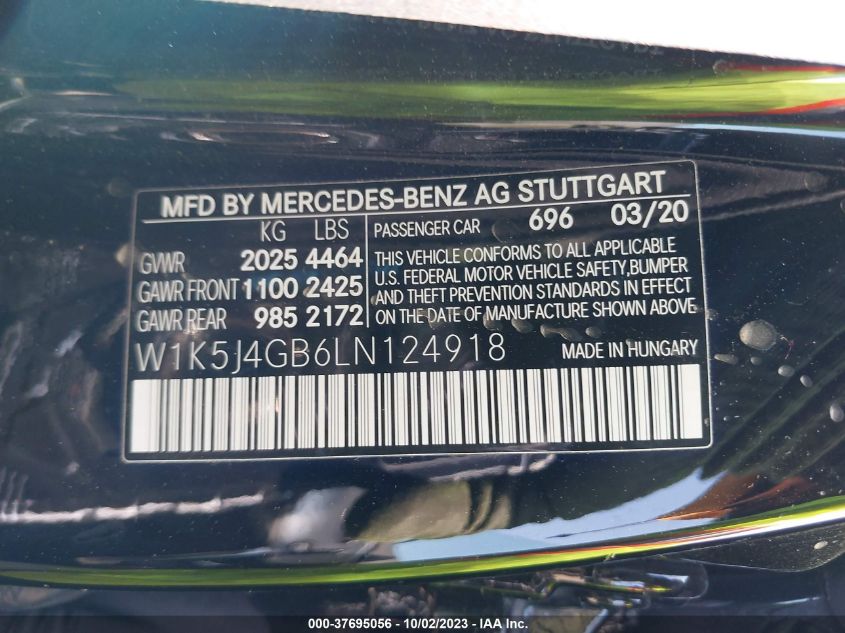 MFD BY MERCEDES-BENZ AG STUTTGART
KG LBS
GVWR 2025 4464
GAWR FRONT 1100 2425
GAWR REAR 985 2172
PASSENGER CAR 696 03/20
THIS VEHICLE CONFORMS TO ALL APPLICABLE
U.S. FEDERAL MOTOR VEHICLE SAFETY,BUMPER
AND THEFT PREVENTION STANDARDS IN EFFECT
ON THE DATE OF MANUFACTURE SHOWN ABOVE
W1K5J4GB6LN124918
MADE IN HUNGARY
000-37695056 - 10/02/2023 - IAA Inc.